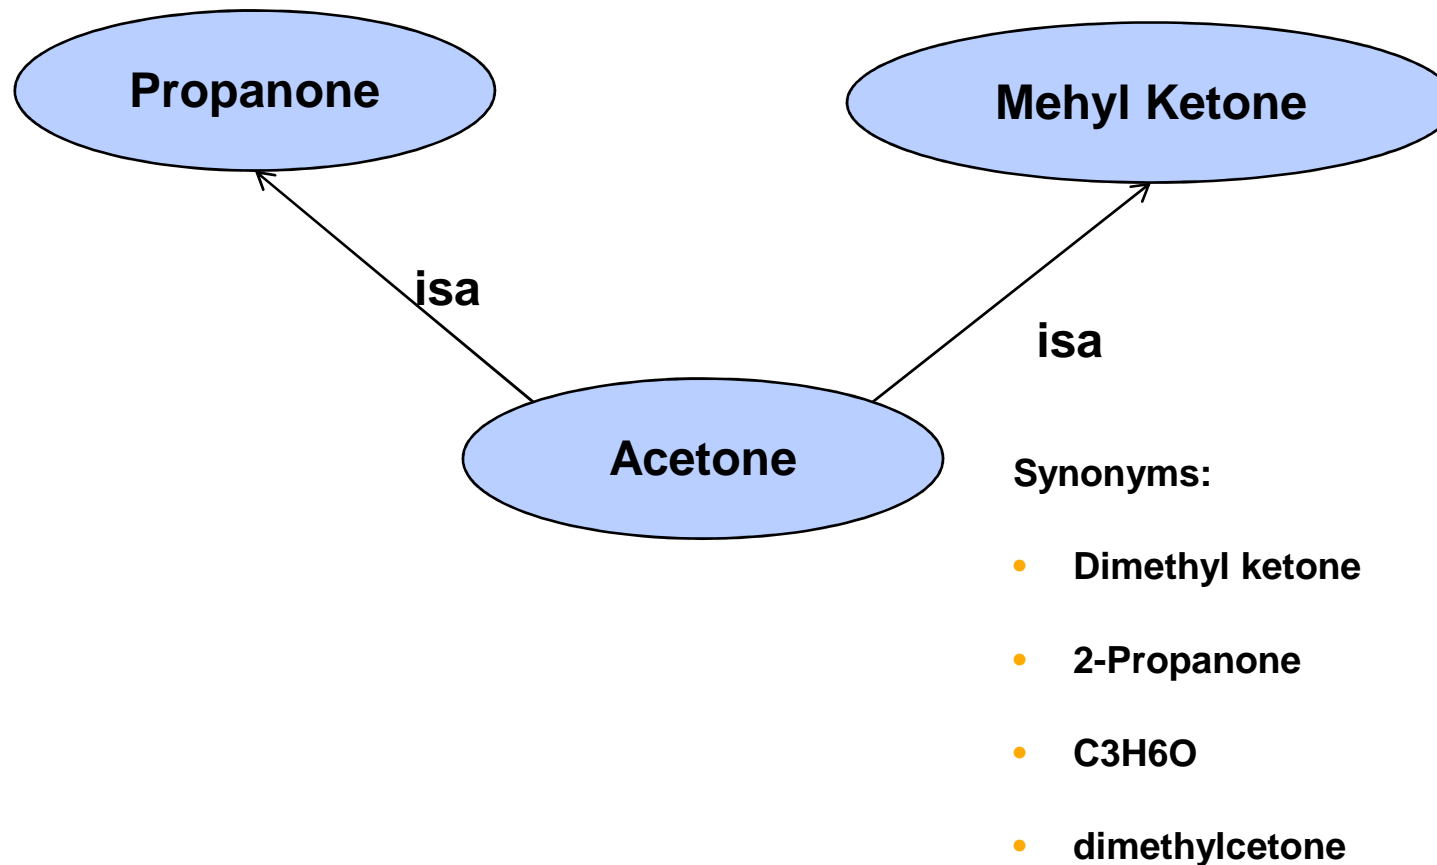 Propanone
Mehyl Ketone
isa
isa
Acetone
Synonyms:
• Dimethyl ketone
• 2-Propanone
• C3H6O
• dimethylcetone